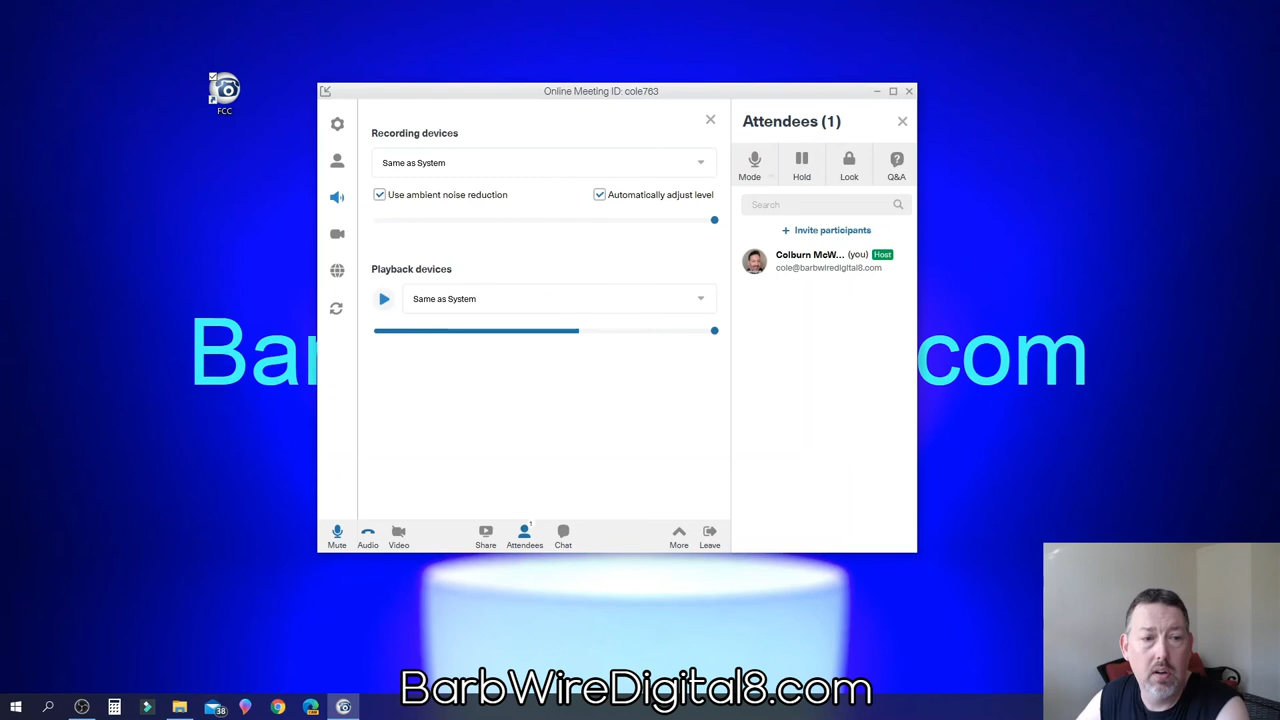 FCC
Online Meeting ID: cole763
Recording devices
Same as System
Use ambient noise reduction
Automatically adjust level
Playback devices
Same as System
Mute
Audio
Video
Share
1
Attendees
Chat
More
Leave
Attendees (1)
Mode
Hold
Lock
Q&A
Search
+ Invite participants
Colburn McW... (you) Host
cole@barbwiredigital8.com
Bar
.com
BarbWireDigital8.com
38